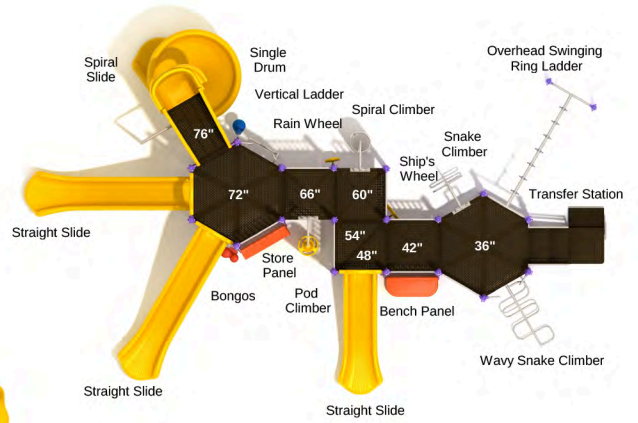 Spiral
Slide
Single
Drum
Overhead Swinging
Ring Ladder
Vertical Ladder
Rain Wheel
Spiral Climber
Snake
Climber
Ship's
Wheel
Transfer Station
76"
72"
66"
60"
54"
48"
42"
36"
Straight Slide
Store
Panel
Bongos
Pod
Climber
Bench Panel
Wavy Snake Climber
Straight Slide
Straight Slide